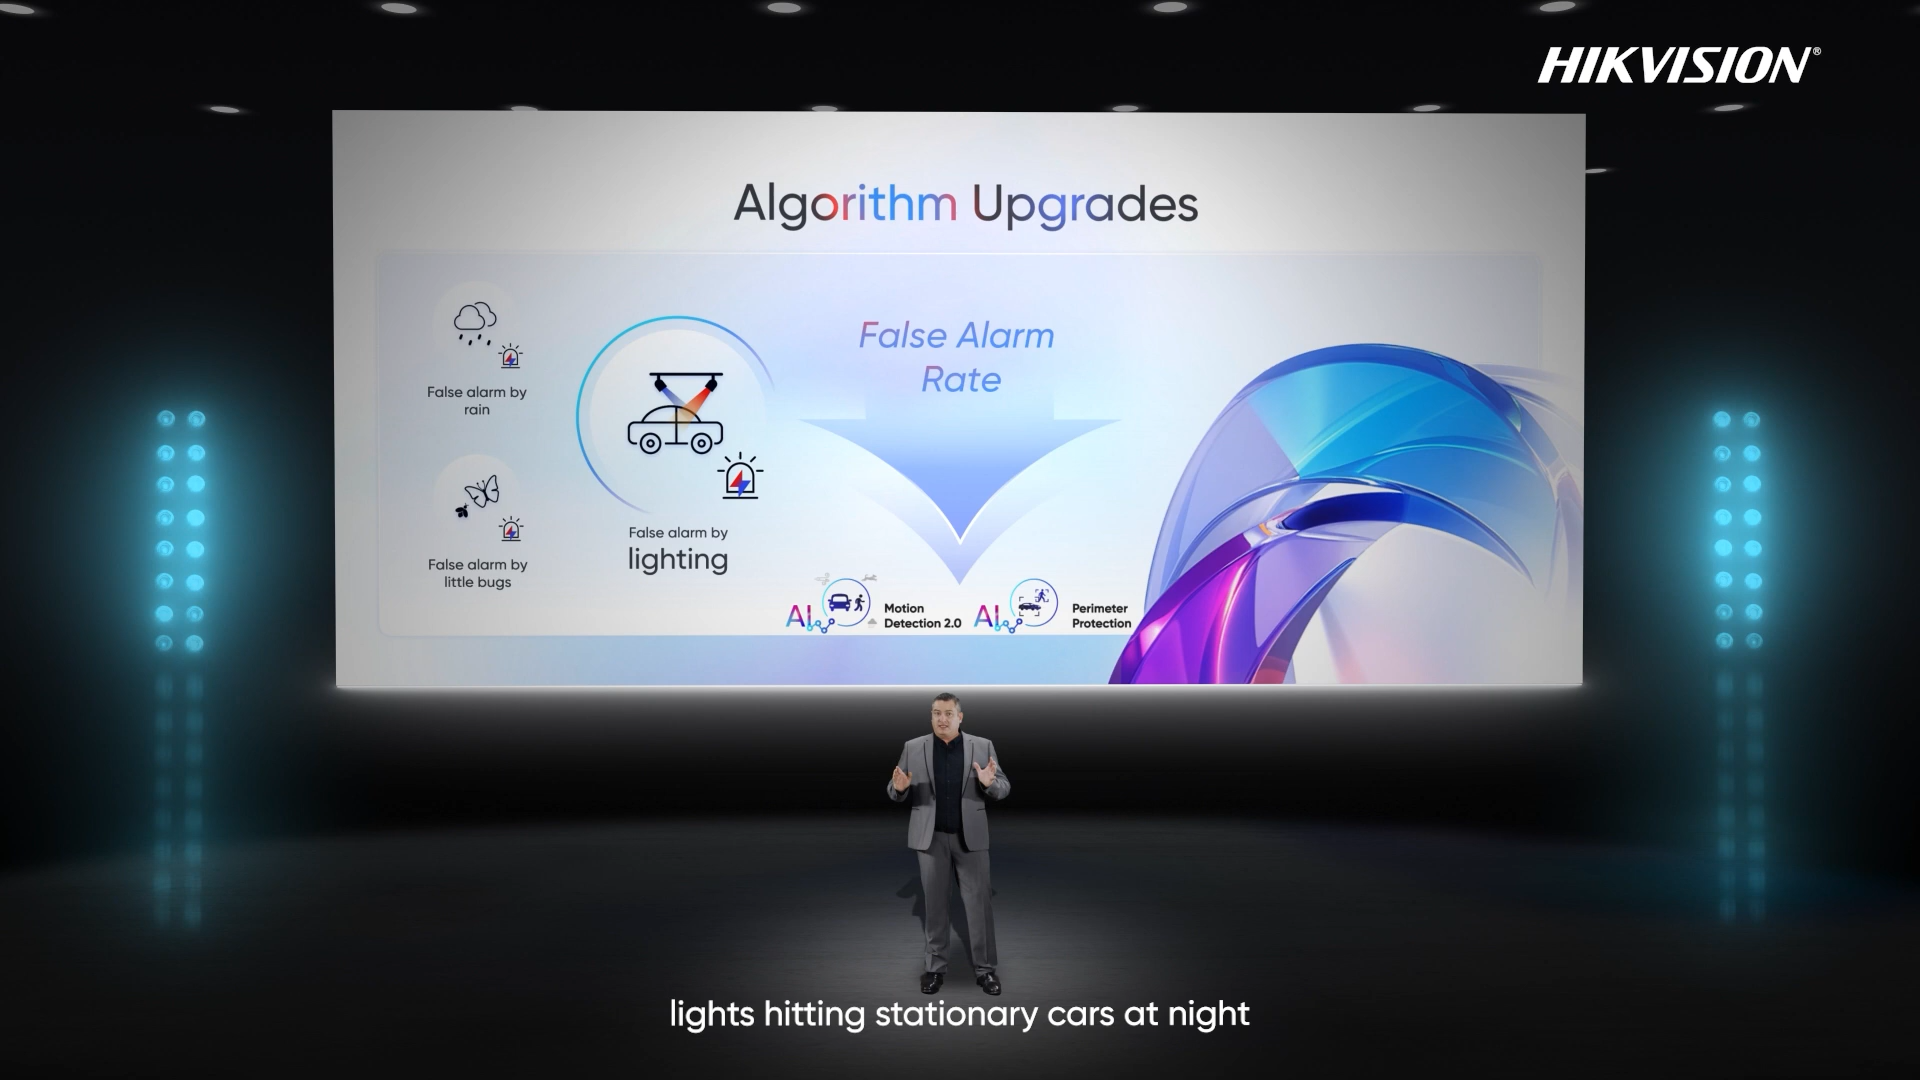 HIKVISION®
Algorithm Upgrades
False alarm by
rain
False alarm by
little bugs
False alarm by
lighting
False Alarm
Rate
AI
Motion
Detection 2.0
AI
Perimeter
Protection
lights hitting stationary cars at night